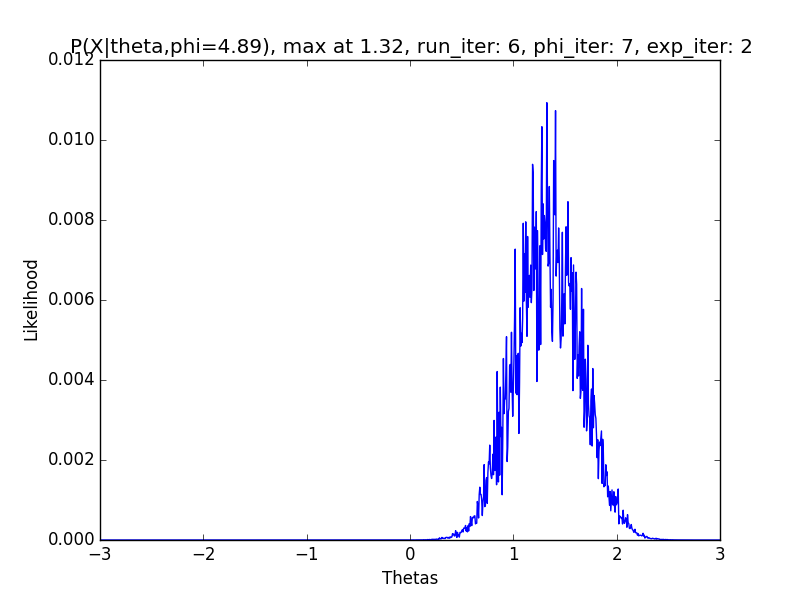 P(X|theta,phi=4.89), max at 1.32, run_iter: 6, phi_iter: 7, exp_iter: 2
0.012
0.010
0.008
0.006
0.004
0.002
0.000
Likelihood
−3 −2 −1 0 1 2 3
Thetas